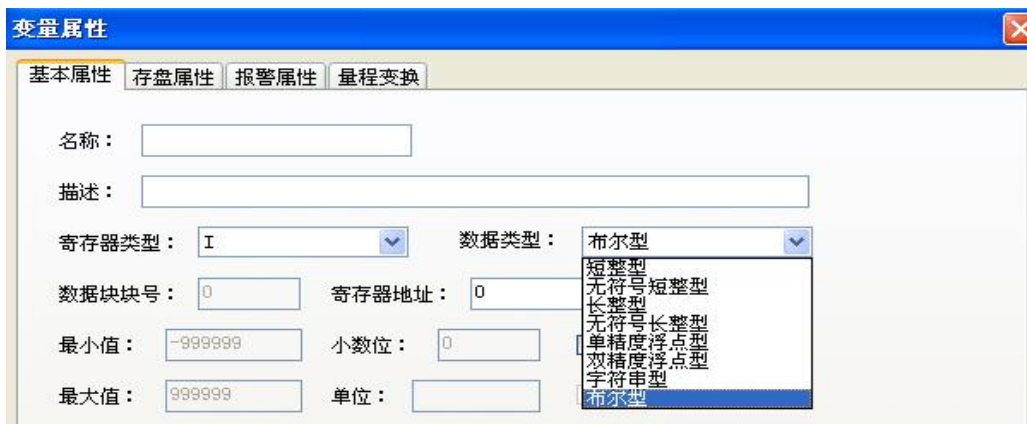 变量属性
基本属性 存盘属性 报警属性 量程变换
名称：
描述：
寄存器类型： I 数据类型： 布尔型
短整型
无符号短整型
数据块块号： 0 寄存器地址： 0
长整型
无符号长整型
最小值： -999999 小数位： 0
单精度浮点型
双精度浮点型
字符串型
最大值： 999999 单位：
布尔型